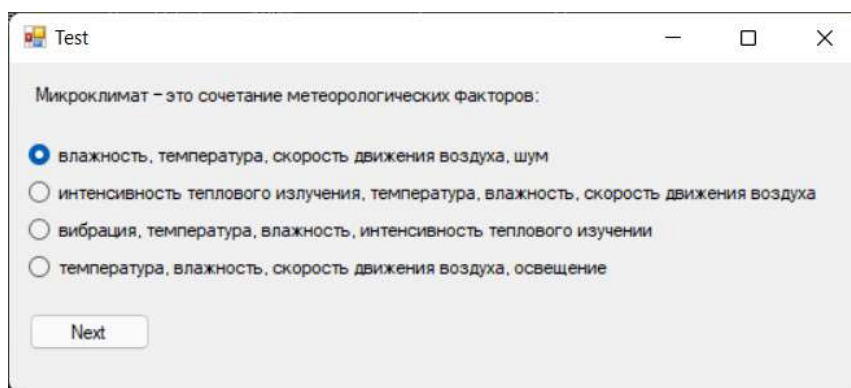 Test
Микроклимат – это сочетание метеорологических факторов:
влажность, температура, скорость движения воздуха, шум
интенсивность теплового излучения, температура, влажность, скорость движения воздуха
вибрация, температура, влажность, интенсивность теплового изучении
температура, влажность, скорость движения воздуха, освещение
Next